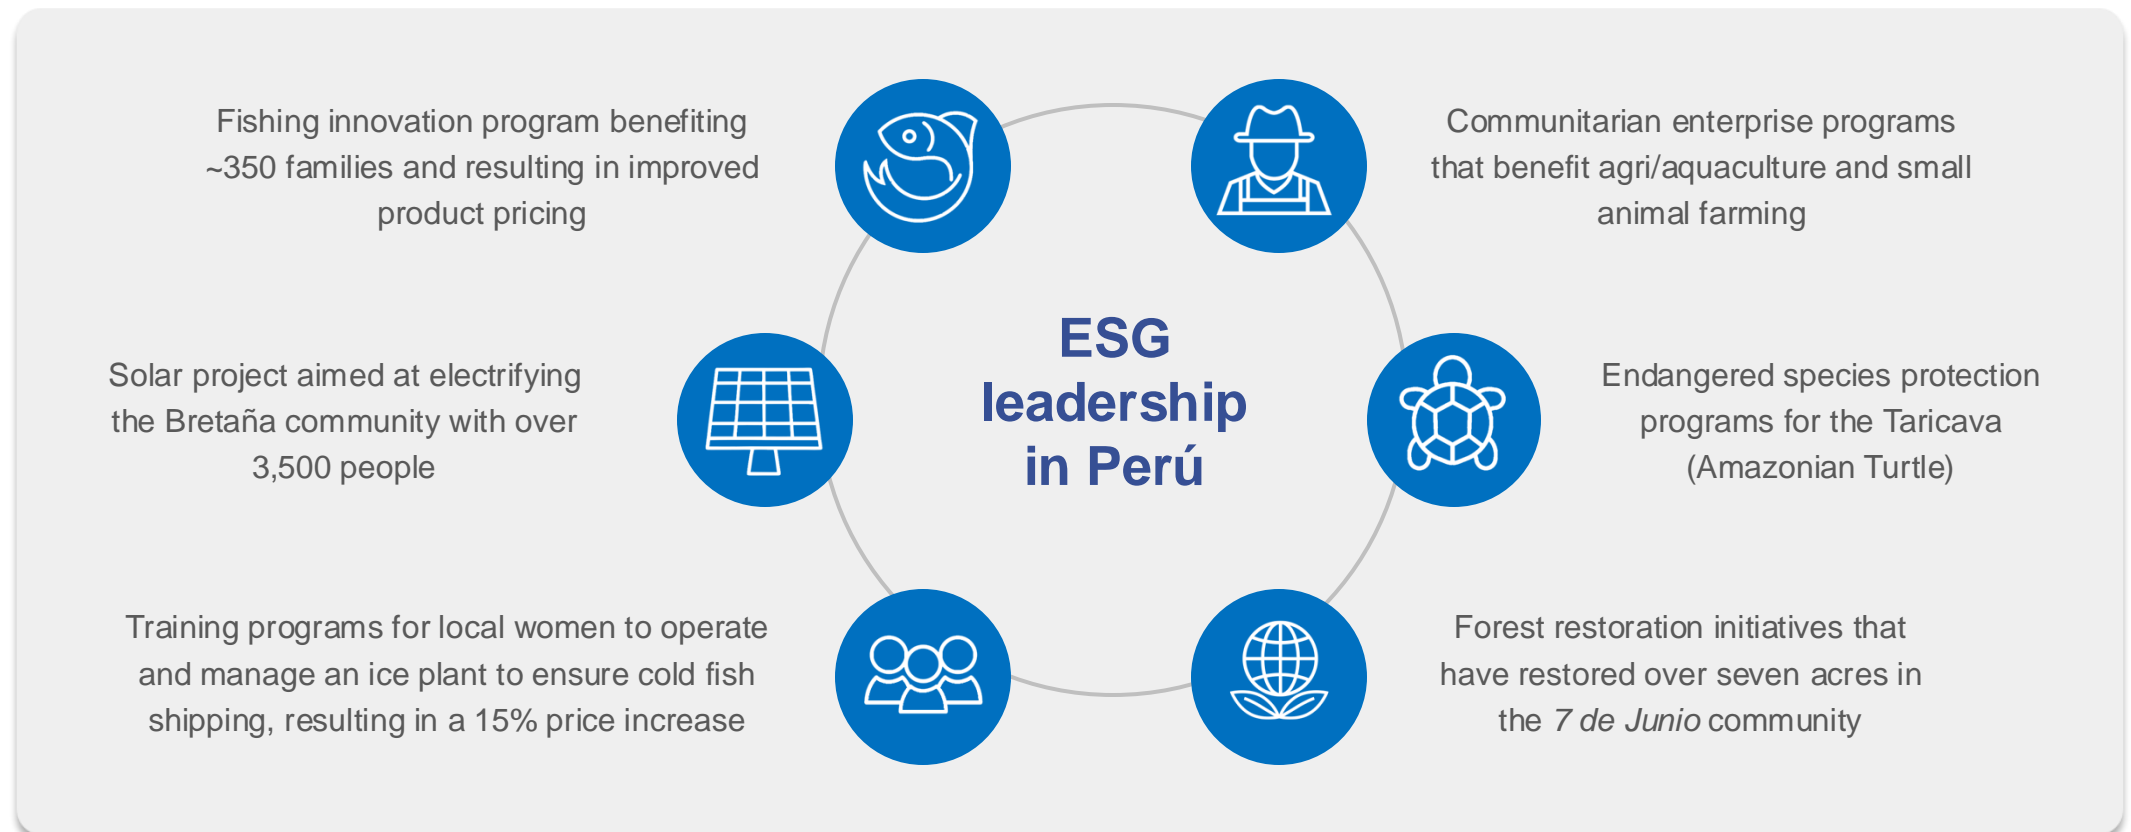 Fishing innovation program benefiting
~350 families and resulting in improved
product pricing
Communitarian enterprise programs
that benefit agri/aquaculture and small
animal farming
ESG
leadership
in Perú
Solar project aimed at electrifying
the Bretaña community with over
3,500 people
Endangered species protection
programs for the Taricava
(Amazonian Turtle)
Training programs for local women to operate
and manage an ice plant to ensure cold fish
shipping, resulting in a 15% price increase
Forest restoration initiatives that
have restored over seven acres in
the 7 de Junio community